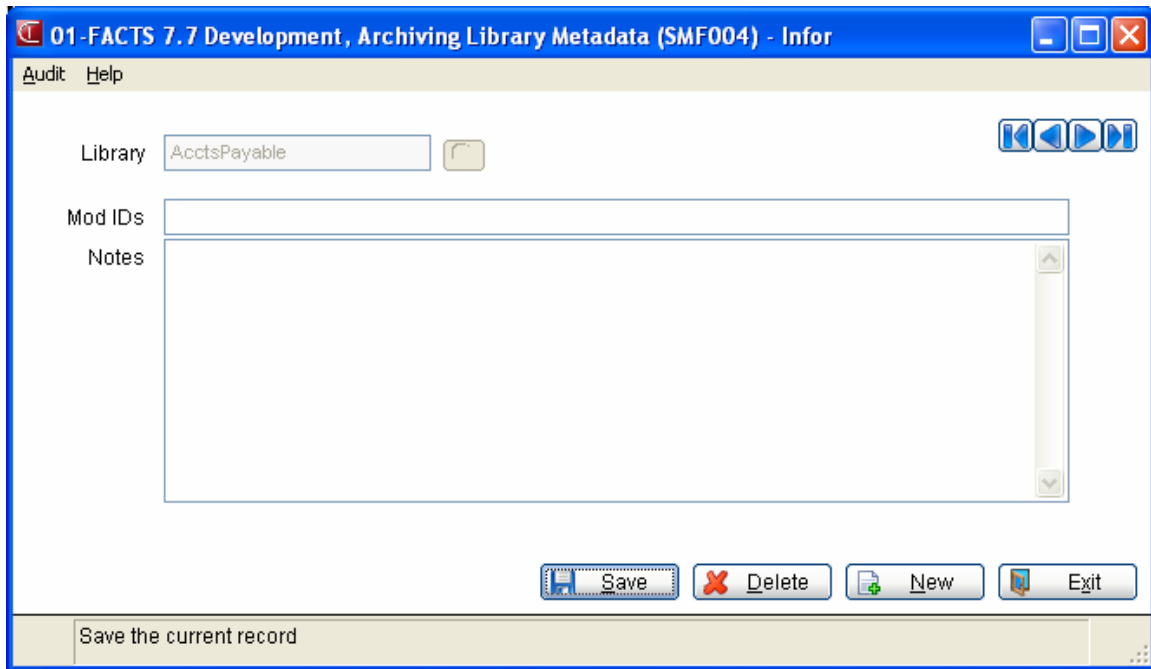 01-FACTS 7.7 Development, Archiving Library Metadata (SMF004) - Infor
Audit Help
Library AcctsPayable
Mod IDs
Notes
Save Delete New Exit
Save the current record